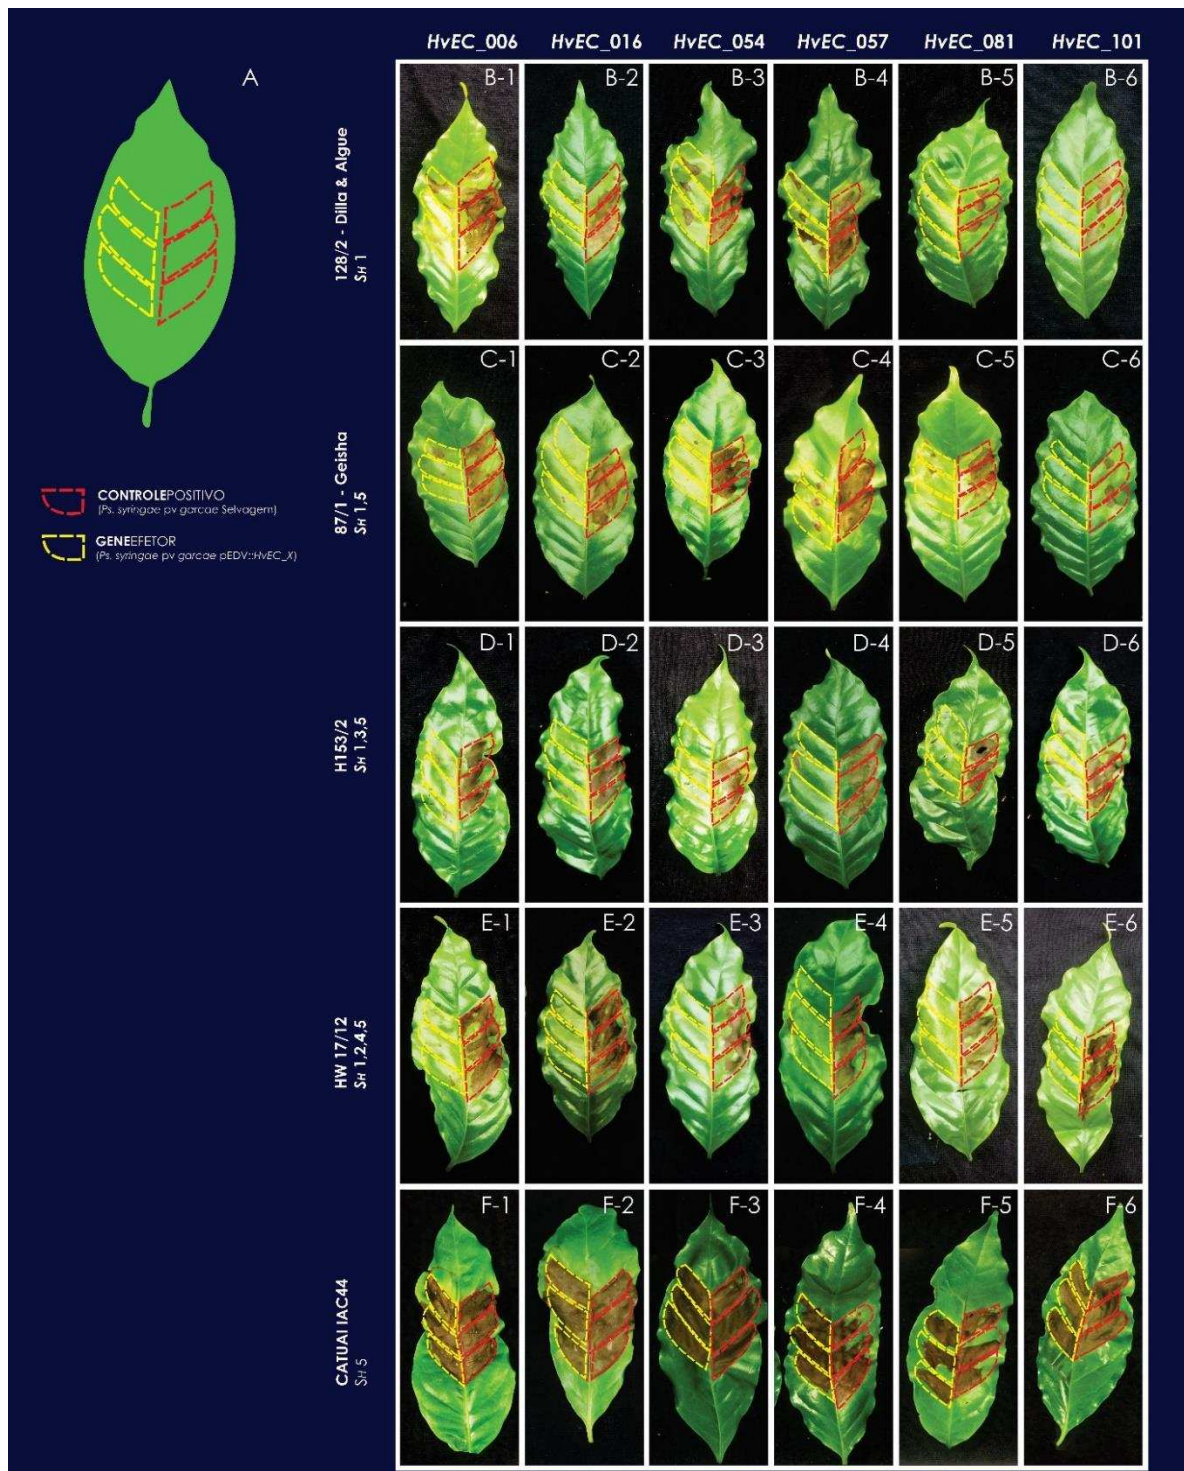 HvEC_006 HvEC_016 HvEC_054 HvEC_057 HvEC_081 HvEC_101
A
128/2 - Dilla & Algue
SH 1
B-1 B-2 B-3 B-4 B-5 B-6
87/1 - Geisha
SH 1,5
C-1 C-2 C-3 C-4 C-5 C-6
CONTROLEPOSITIVO
(Ps. syringae pv garcae Selvagem)
GENEEFETOR
(Ps. syringae pv garcae pEDV::HvEC_X)
H153/2
SH 1,3,5
D-1 D-2 D-3 D-4 D-5 D-6
HW 17/12
SH 1,2,4,5
E-1 E-2 E-3 E-4 E-5 E-6
CATUAI IAC44
SH 5
F-1 F-2 F-3 F-4 F-5 F-6